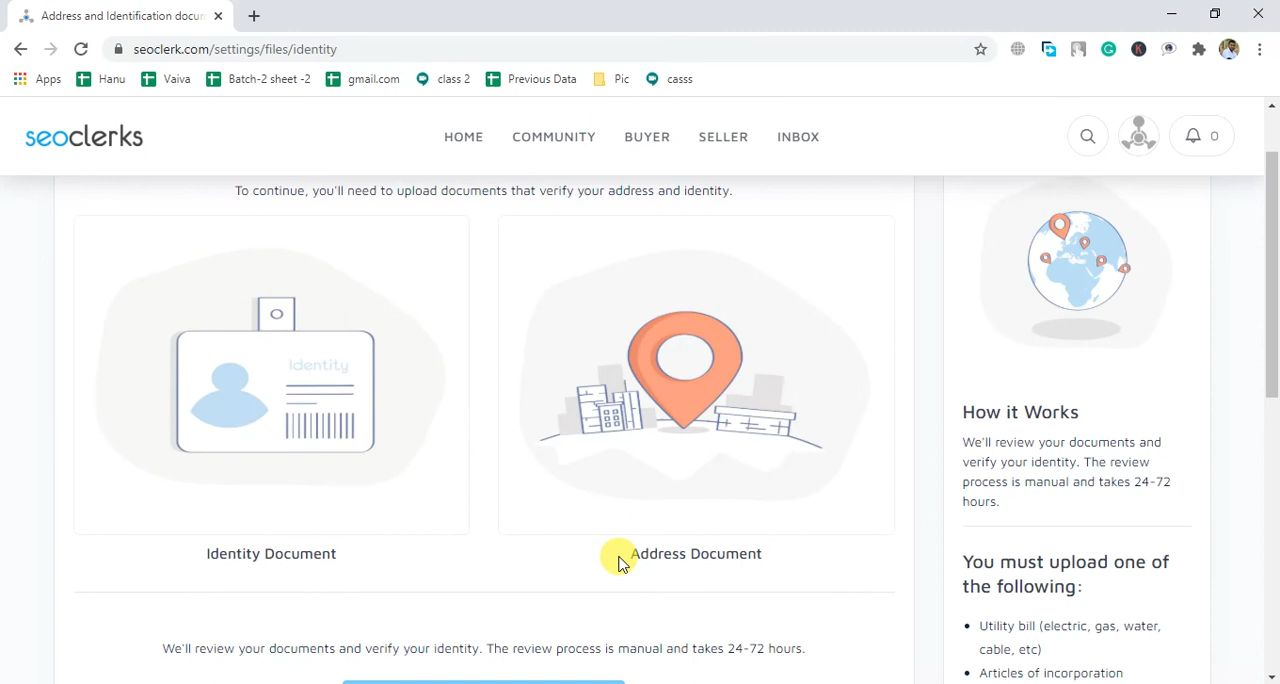 Address and Identification docun
seoclerk.com/settings/files/identity
Apps Hanu Vaiva Batch-2 sheet -2 gmail.com class 2 Previous Data Pic casss
seoclerks HOME COMMUNITY BUYER SELLER INBOX 0
To continue, you'll need to upload documents that verify your address and identity.
Identity
Identity Document
Address Document
We'll review your documents and verify your identity. The review process is manual and takes 24-72 hours.
How it Works
We'll review your documents and
verify your identity. The review
process is manual and takes 24-72
hours.
You must upload one of
the following:
Utility bill (electric, gas, water,
cable, etc)
Articles of incorporation